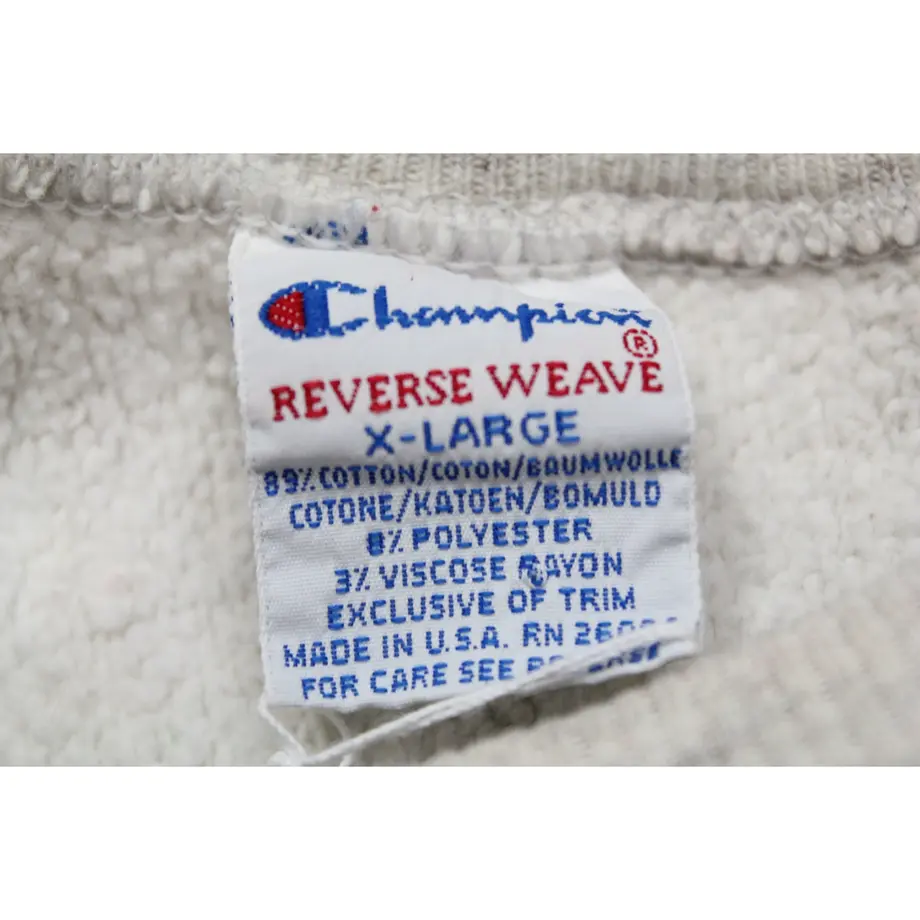 Champion
REVERSE WEAVE ®
X-LARGE
89% COTTON/COTON/BAUMWOLLE
COTONE/KATOEN/BOMULD
8% POLYESTER
3% VISCOSE RAYON
EXCLUSIVE OF TRIM
MADE IN U.S.A. RN
FOR CARE SEE